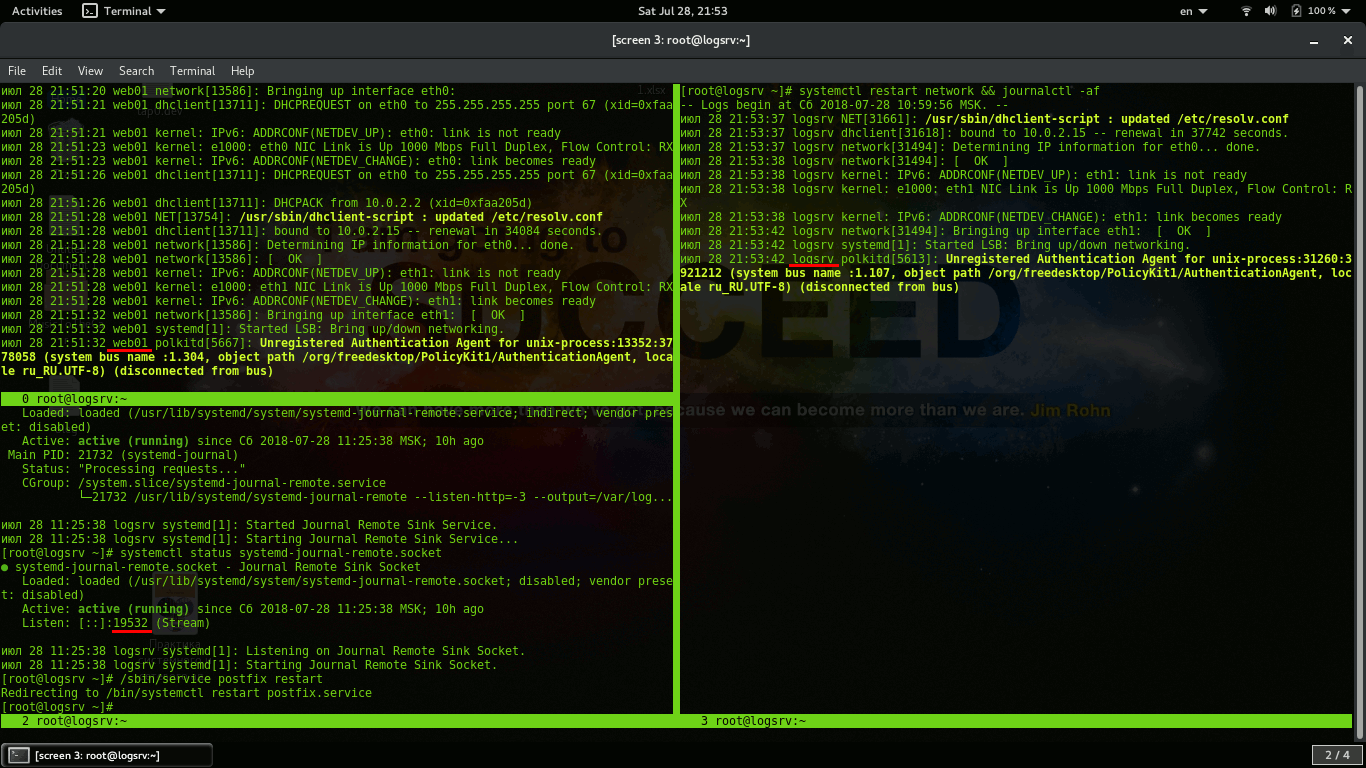 Activities Terminal Sat Jul 28, 21:53 en 100 %
[screen 3: root@logsrv:~]
File Edit View Search Terminal Help
июл 28 21:51:20 web01 network[13586]: Bringing up interface eth0:
июл 28 21:51:21 web01 dhclient[13711]: DHCPREQUEST on eth0 to 255.255.255.255 port 67 (xid=0xfaa
205d)
июл 28 21:51:21 web01 kernel: IPv6: ADDRCONF(NETDEV_UP): eth0: link is not ready
июл 28 21:51:23 web01 kernel: e1000: eth0 NIC Link is Up 1000 Mbps Full Duplex, Flow Control: RX
июл 28 21:51:23 web01 kernel: IPv6: ADDRCONF(NETDEV_CHANGE): eth0: link becomes ready
июл 28 21:51:26 web01 dhclient[13711]: DHCPREQUEST on eth0 to 255.255.255.255 port 67 (xid=0xfaa
205d)
июл 28 21:51:26 web01 dhclient[13711]: DHCPACK from 10.0.2.2 (xid=0xfaa205d)
июл 28 21:51:28 web01 NET[13754]: /usr/sbin/dhclient-script : updated /etc/resolv.conf
июл 28 21:51:28 web01 dhclient[13711]: bound to 10.0.2.15 -- renewal in 34084 seconds.
июл 28 21:51:28 web01 network[13586]: Determining IP information for eth0... done.
июл 28 21:51:28 web01 network[13586]: [  OK  ]
июл 28 21:51:28 web01 kernel: IPv6: ADDRCONF(NETDEV_UP): eth1: link is not ready
июл 28 21:51:28 web01 kernel: e1000: eth1 NIC Link is Up 1000 Mbps Full Duplex, Flow Control: RX
июл 28 21:51:28 web01 kernel: IPv6: ADDRCONF(NETDEV_CHANGE): eth1: link becomes ready
июл 28 21:51:32 web01 network[13586]: Bringing up interface eth1:  [  OK  ]
июл 28 21:51:32 web01 systemd[1]: Started LSB: Bring up/down networking.
июл 28 21:51:32 web01 polkitd[5667]: Unregistered Authentication Agent for unix-process:13352:37
78058 (system bus name :1.304, object path /org/freedesktop/PolicyKit1/AuthenticationAgent, loca
le ru_RU.UTF-8) (disconnected from bus)
0 root@logsrv:~
Loaded: loaded (/usr/lib/systemd/system/systemd-journal-remote.service; indirect; vendor pres
et: disabled)
Active: active (running) since Сб 2018-07-28 11:25:38 MSK; 10h ago
Main PID: 21732 (systemd-journal)
Status: "Processing requests..."
CGroup: /system.slice/systemd-journal-remote.service
└─21732 /usr/lib/systemd/systemd-journal-remote --listen-http=-3 --output=/var/log...
июл 28 11:25:38 logsrv systemd[1]: Started Journal Remote Sink Service.
июл 28 11:25:38 logsrv systemd[1]: Starting Journal Remote Sink Service...
[root@logsrv ~]# systemctl status systemd-journal-remote.socket
● systemd-journal-remote.socket - Journal Remote Sink Socket
Loaded: loaded (/usr/lib/systemd/system/systemd-journal-remote.socket; disabled; vendor prese
t: disabled)
Active: active (running) since Сб 2018-07-28 11:25:38 MSK; 10h ago
Listen: [::]:19532 (Stream)
июл 28 11:25:38 logsrv systemd[1]: Listening on Journal Remote Sink Socket.
июл 28 11:25:38 logsrv systemd[1]: Starting Journal Remote Sink Socket.
[root@logsrv ~]# /sbin/service postfix restart
Redirecting to /bin/systemctl restart postfix.service
[root@logsrv ~]#
2 root@logsrv:~
[root@logsrv ~]# systemctl restart network && journalctl -af
-- Logs begin at Сб 2018-07-28 10:59:56 MSK. --
июл 28 21:53:37 logsrv NET[31661]: /usr/sbin/dhclient-script : updated /etc/resolv.conf
июл 28 21:53:37 logsrv dhclient[31618]: bound to 10.0.2.15 -- renewal in 37742 seconds.
июл 28 21:53:37 logsrv network[31494]: Determining IP information for eth0... done.
июл 28 21:53:38 logsrv network[31494]: [  OK  ]
июл 28 21:53:38 logsrv kernel: IPv6: ADDRCONF(NETDEV_UP): eth1: link is not ready
июл 28 21:53:38 logsrv kernel: e1000: eth1 NIC Link is Up 1000 Mbps Full Duplex, Flow Control: R
X
июл 28 21:53:38 logsrv kernel: IPv6: ADDRCONF(NETDEV_CHANGE): eth1: link becomes ready
июл 28 21:53:42 logsrv network[31494]: Bringing up interface eth1:  [  OK  ]
июл 28 21:53:42 logsrv systemd[1]: Started LSB: Bring up/down networking.
июл 28 21:53:42 logsrv polkitd[5613]: Unregistered Authentication Agent for unix-process:31260:3
921212 (system bus name :1.107, object path /org/freedesktop/PolicyKit1/AuthenticationAgent, loc
ale ru_RU.UTF-8) (disconnected from bus)
SUCCEED
because we can become more than we are. Jim Rohn
3 root@logsrv:~
[screen 3: root@logsrv:~]
2 / 4